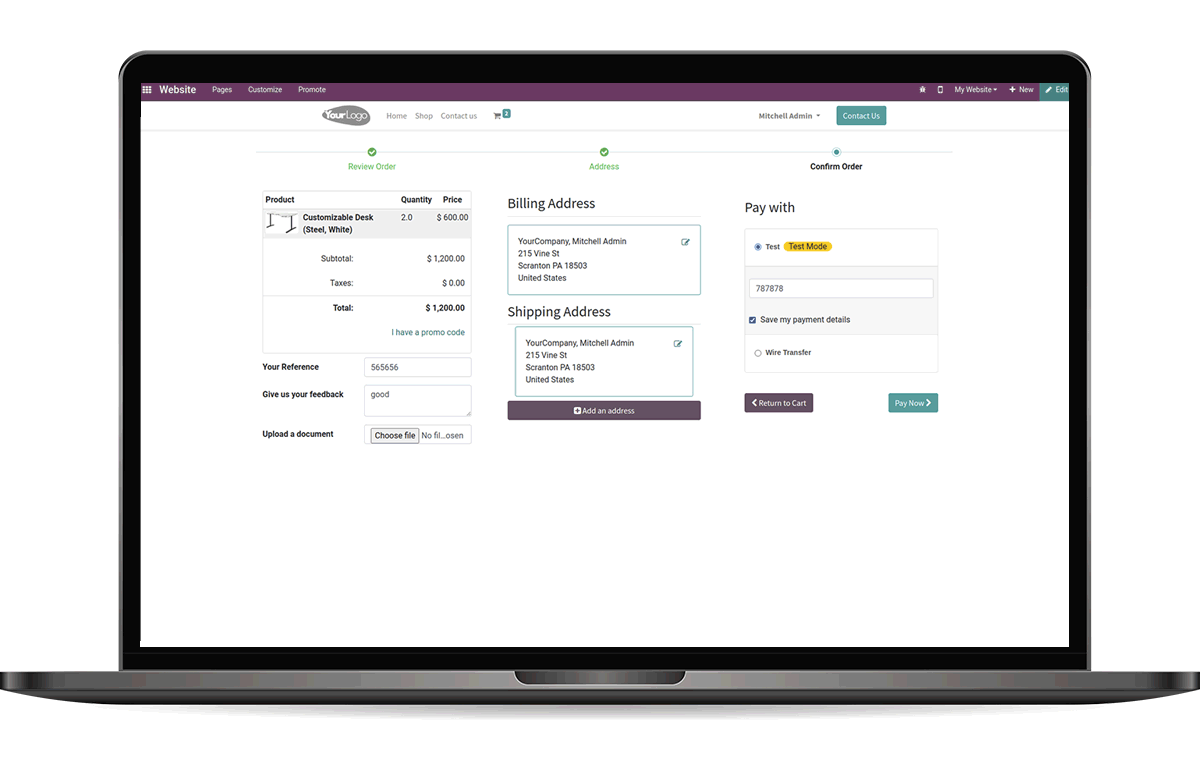 Website Pages Customize Promote My Website New Edit
YourLogo Home Shop Contact us 2 Mitchell Admin Contact Us
Review Order Address Confirm Order
Product Quantity Price
Customizable Desk (Steel, White) 2.0 $ 600.00
Subtotal: $ 1,200.00
Taxes: $ 0.00
Total: $ 1,200.00
I have a promo code
Your Reference 565656
Give us your feedback good
Upload a document Choose file No fil...osen
Billing Address
YourCompany, Mitchell Admin
215 Vine St
Scranton PA 18503
United States
Shipping Address
YourCompany, Mitchell Admin
215 Vine St
Scranton PA 18503
United States
Add an address
Pay with
Test Test Mode
787878
Save my payment details
Wire Transfer
Return to Cart Pay Now